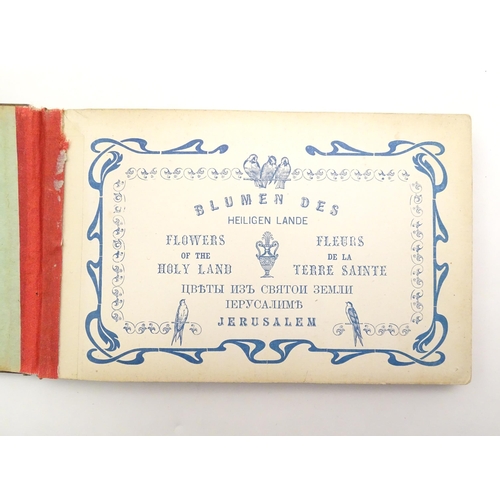 BLUMEN DES
HEILIGEN LANDE
FLOWERS
OF THE
HOLY LAND
FLEURS
DE LA
TERRE SAINTE
ЦВѢТЫ ИЗЪ СВЯТОИ ЗЕМЛИ
ІЕРУСАЛИМѢ
JERUSALEM